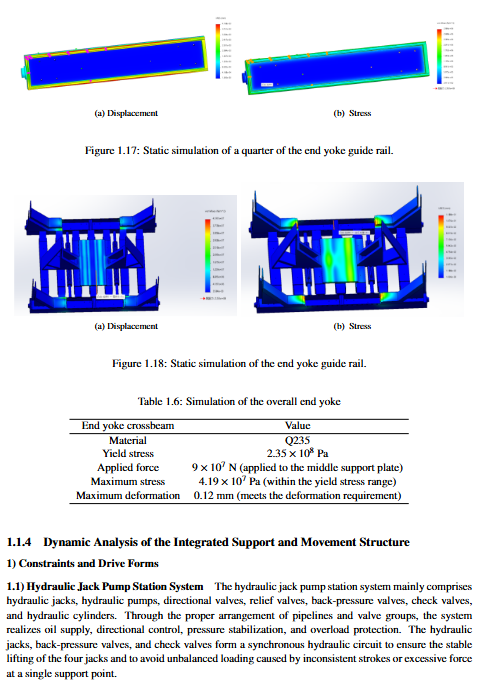 (a) Displacement
(b) Stress
Figure 1.17: Static simulation of a quarter of the end yoke guide rail.
(a) Displacement
(b) Stress
Figure 1.18: Static simulation of the end yoke guide rail.
Table 1.6: Simulation of the overall end yoke
End yoke crossbeam Value
Material Q235
Yield stress 2.35 × 10⁸ Pa
Applied force 9 × 10⁷ N (applied to the middle support plate)
Maximum stress 4.19 × 10⁷ Pa (within the yield stress range)
Maximum deformation 0.12 mm (meets the deformation requirement)
1.1.4 Dynamic Analysis of the Integrated Support and Movement Structure
1) Constraints and Drive Forms
1.1) Hydraulic Jack Pump Station System The hydraulic jack pump station system mainly comprises
hydraulic jacks, hydraulic pumps, directional valves, relief valves, back-pressure valves, check valves,
and hydraulic cylinders. Through the proper arrangement of pipelines and valve groups, the system
realizes oil supply, directional control, pressure stabilization, and overload protection. The hydraulic
jacks, back-pressure valves, and check valves form a synchronous hydraulic circuit to ensure the stable
lifting of the four jacks and to avoid unbalanced loading caused by inconsistent strokes or excessive force
at a single support point.